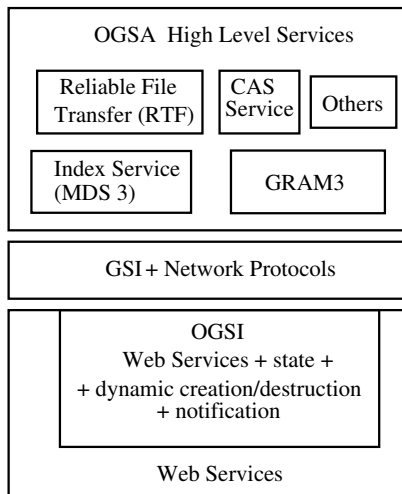 OGSA High Level Services
Reliable File
Transfer (RTF)
CAS
Service
Others
Index Service
(MDS 3)
GRAM3
GSI + Network Protocols
OGSI
Web Services + state +
+ dynamic creation/destruction
+ notification
Web Services